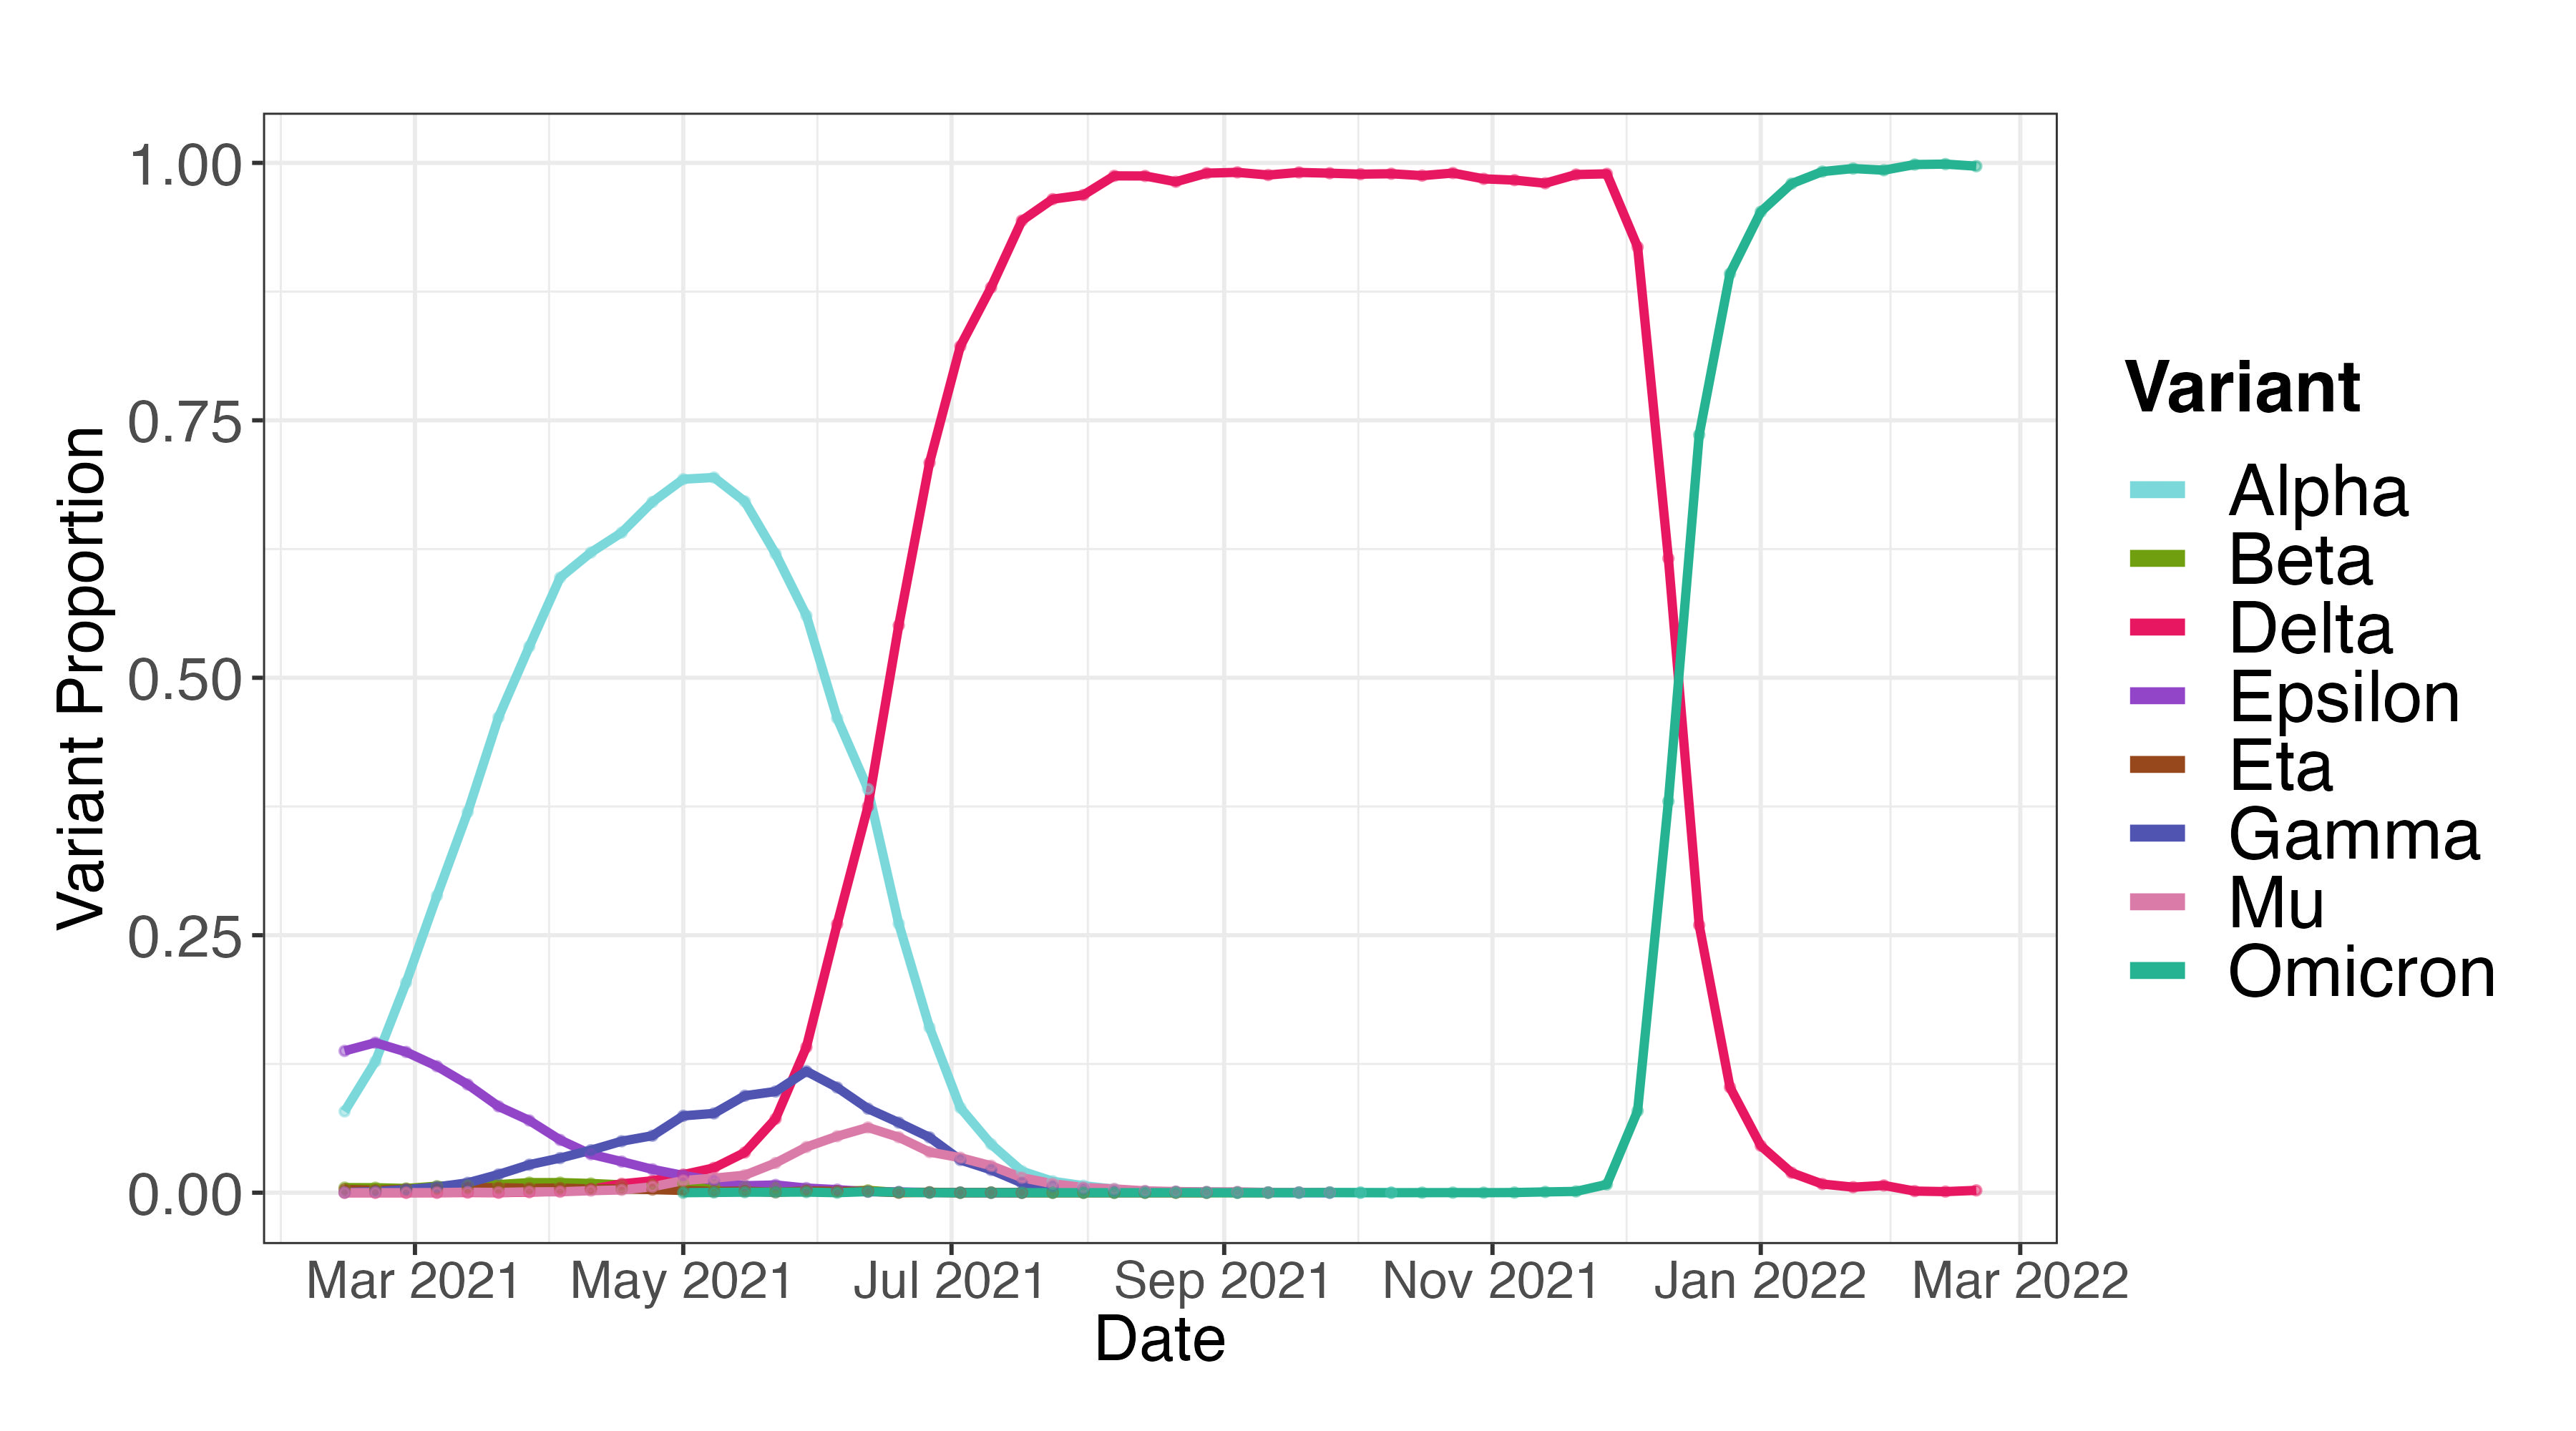 1.00
0.75
0.50
0.25
0.00
Variant Proportion
Mar 2021 May 2021 Jul 2021 Sep 2021 Nov 2021 Jan 2022 Mar 2022
Date
Variant
Alpha
Beta
Delta
Epsilon
Eta
Gamma
Mu
Omicron